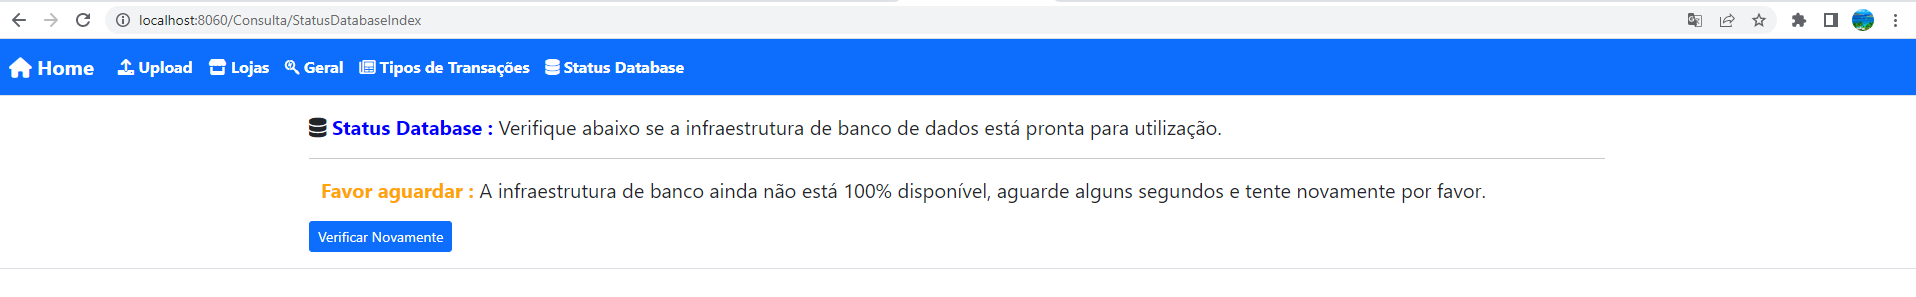 localhost:8060/Consulta/StatusDatabaseIndex
Home Upload Lojas Geral Tipos de Transações Status Database
Status Database : Verifique abaixo se a infraestrutura de banco de dados está pronta para utilização.
Favor aguardar : A infraestrutura de banco ainda não está 100% disponível, aguarde alguns segundos e tente novamente por favor.
Verificar Novamente